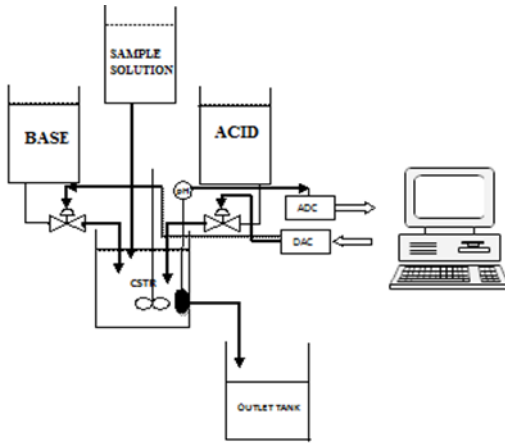 SAMPLE
SOLUTION
BASE
ACID
pH
ADC
DAC
CSTR
OUTLET TANK